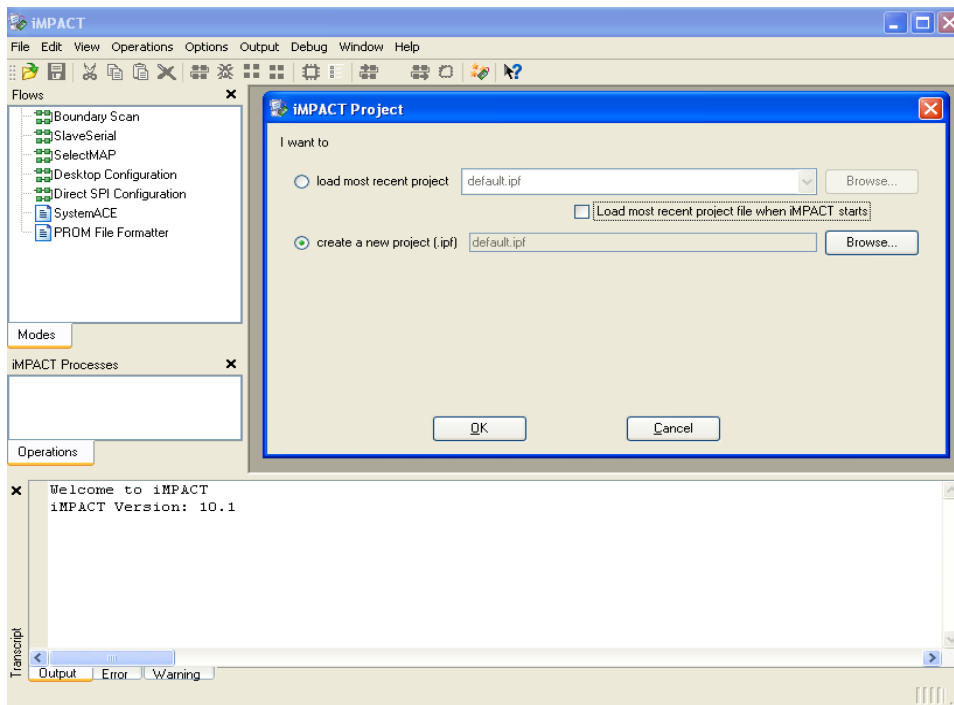 iMPACT
File Edit View Operations Options Output Debug Window Help
Flows
Boundary Scan
SlaveSerial
SelectMAP
Desktop Configuration
Direct SPI Configuration
SystemACE
PROM File Formatter
Modes
iMPACT Processes
Operations
iMPACT Project
I want to
load most recent project default.ipf Browse...
Load most recent project file when iMPACT starts
create a new project (.ipf) default.ipf Browse...
OK Cancel
Welcome to iMPACT
iMPACT Version: 10.1
Transcript
Output Error Warning